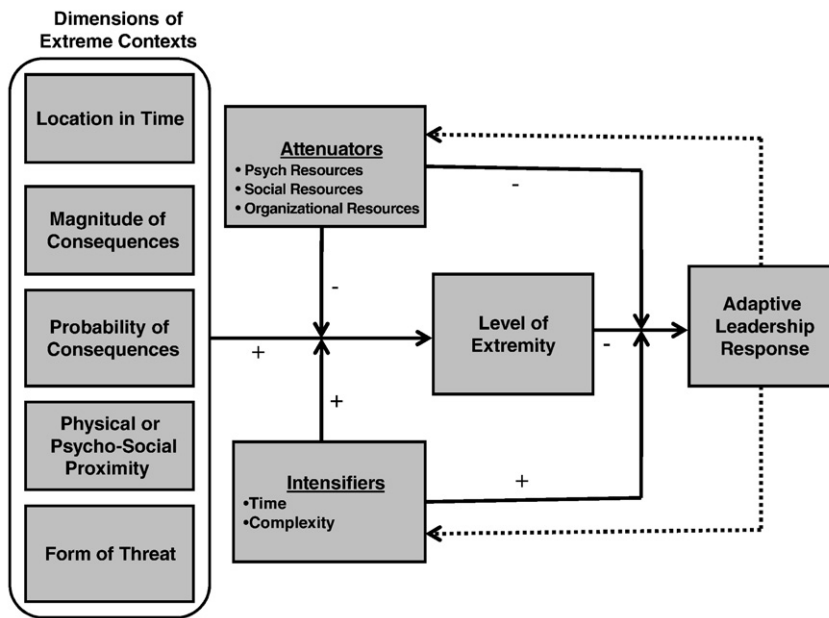 Dimensions of
Extreme Contexts
Location in Time
Magnitude of
Consequences
Probability of
Consequences
Physical or
Psycho-Social
Proximity
Form of Threat
Attenuators
• Psych Resources
• Social Resources
• Organizational Resources
-
-
+
+
Level of
Extremity
-
Intensifiers
•Time
•Complexity
+
Adaptive
Leadership
Response